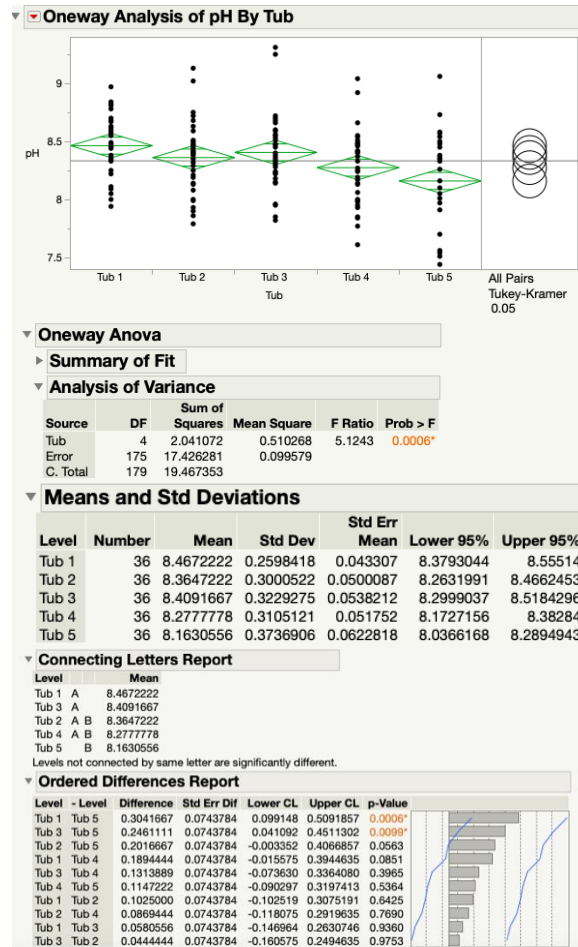 Oneway Analysis of pH By Tub
9
8.5
pH
8
7.5
Tub 1 Tub 2 Tub 3 Tub 4 Tub 5
Tub
All Pairs
Tukey-Kramer
0.05
Oneway Anova
Summary of Fit
Analysis of Variance
Sum of
Source DF Squares Mean Square F Ratio Prob > F
Tub 4 2.041072 0.510268 5.1243 0.0006*
Error 175 17.426281 0.099579
C. Total 179 19.467353
Means and Std Deviations
Std Err
Level Number Mean Std Dev Mean Lower 95% Upper 95%
Tub 1 36 8.4672222 0.2598418 0.043307 8.3793044 8.55514
Tub 2 36 8.3647222 0.3000522 0.0500087 8.2631991 8.4662453
Tub 3 36 8.4091667 0.3229275 0.0538212 8.2999037 8.5184296
Tub 4 36 8.2777778 0.3105121 0.051752 8.1727156 8.38284
Tub 5 36 8.1630556 0.3736906 0.0622818 8.0366168 8.2894943
Connecting Letters Report
Level Mean
Tub 1 A 8.4672222
Tub 3 A 8.4091667
Tub 2 A B 8.3647222
Tub 4 A B 8.2777778
Tub 5 B 8.1630556
Levels not connected by same letter are significantly different.
Ordered Differences Report
Level - Level Difference Std Err Dif Lower CL Upper CL p-Value
Tub 1 Tub 5 0.3041667 0.0743784 0.099148 0.5091857 0.0006*
Tub 3 Tub 5 0.2461111 0.0743784 0.041092 0.4511302 0.0099*
Tub 2 Tub 5 0.2016667 0.0743784 -0.003352 0.4066857 0.0563
Tub 1 Tub 4 0.1894444 0.0743784 -0.015575 0.3944635 0.0851
Tub 3 Tub 4 0.1313889 0.0743784 -0.073630 0.3364080 0.3965
Tub 4 Tub 5 0.1147222 0.0743784 -0.090297 0.3197413 0.5364
Tub 1 Tub 2 0.1025000 0.0743784 -0.102519 0.3075191 0.6425
Tub 2 Tub 4 0.0869444 0.0743784 -0.118075 0.2919635 0.7690
Tub 1 Tub 3 0.0580556 0.0743784 -0.146964 0.2630746 0.9360
Tub 3 Tub 2 0.0444444 0.0743784 -0.160575 0.2494635 0.9753